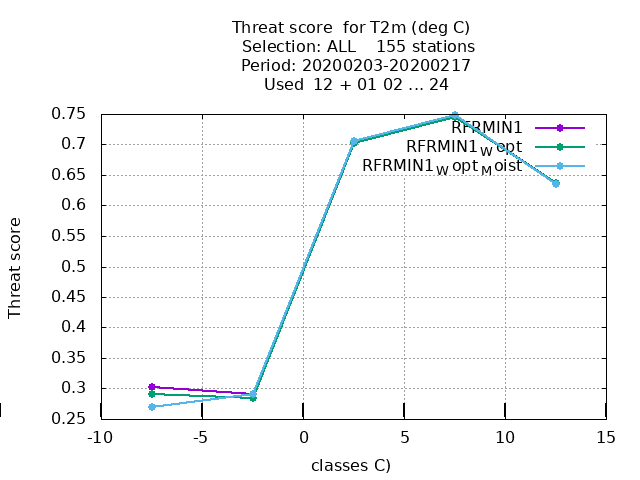 Threat score for T2m (deg C)
Selection: ALL 155 stations
Period: 20200203-20200217
Used 12 + 01 02 ... 24
0.75
0.7
0.65
0.6
0.55
0.5
0.45
0.4
0.35
0.3
0.25
Threat score
RFRMIN1
RFRMIN1Wopt
RFRMIN1WoptMoist
-10
-5
0
5
10
15
classes C)